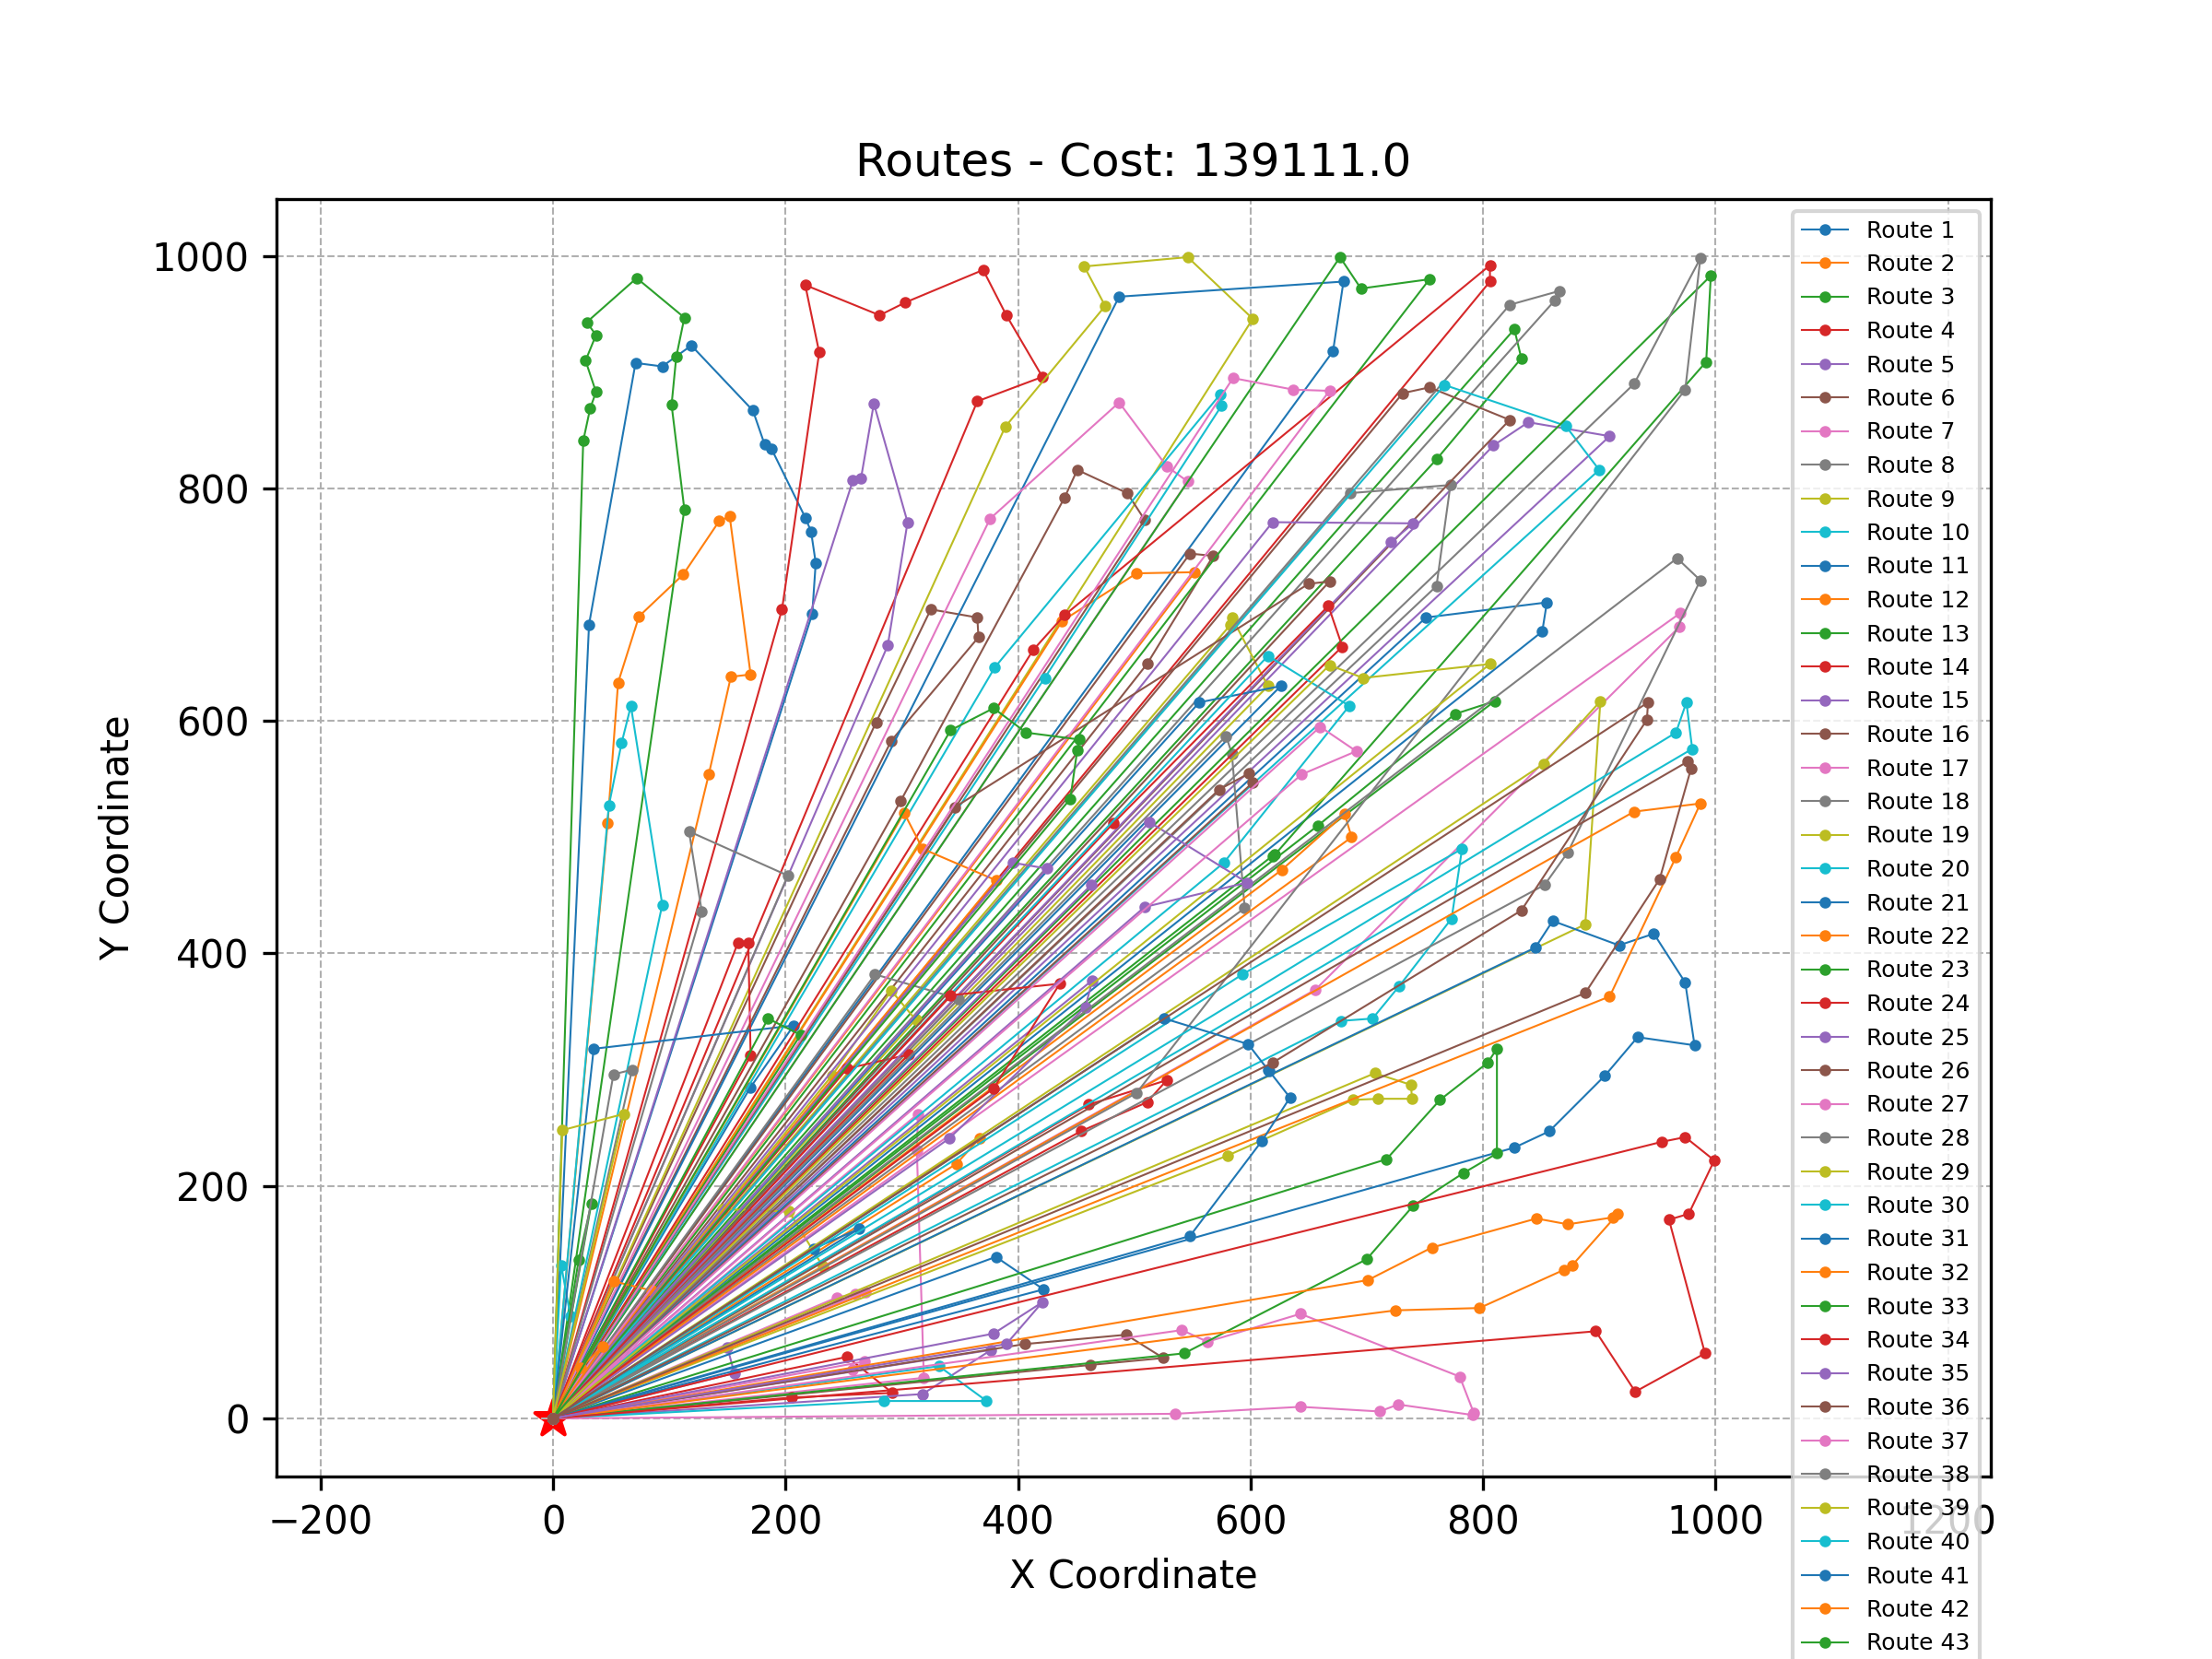 Routes - Cost: 139111.0
Y Coordinate
1000
800
600
400
200
0
−200
0
200
400
600
800
1000
1200
X Coordinate
Route 1
Route 2
Route 3
Route 4
Route 5
Route 6
Route 7
Route 8
Route 9
Route 10
Route 11
Route 12
Route 13
Route 14
Route 15
Route 16
Route 17
Route 18
Route 19
Route 20
Route 21
Route 22
Route 23
Route 24
Route 25
Route 26
Route 27
Route 28
Route 29
Route 30
Route 31
Route 32
Route 33
Route 34
Route 35
Route 36
Route 37
Route 38
Route 39
Route 40
Route 41
Route 42
Route 43